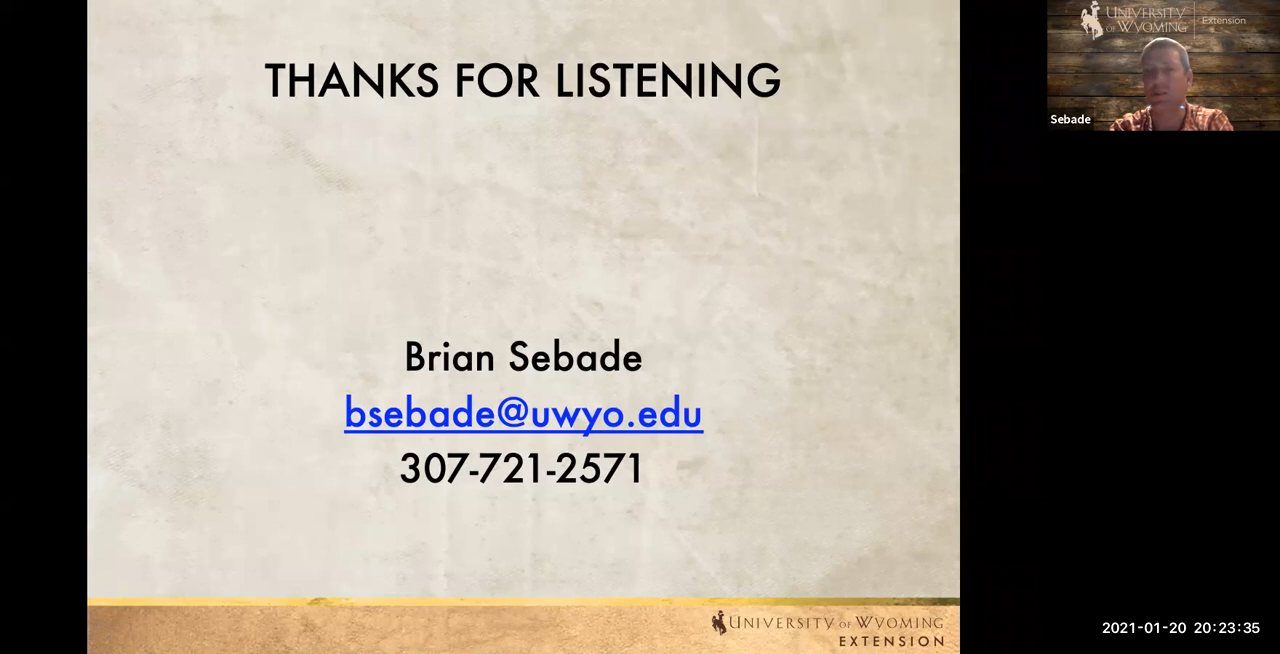 THANKS FOR LISTENING
Brian Sebade
bsebade@uwyo.edu
307-721-2571
UNIVERSITY OF WYOMING
EXTENSION
UNIVERSITY
OF WYOMING
Extension
Sebade
2021-01-20 20:23:35